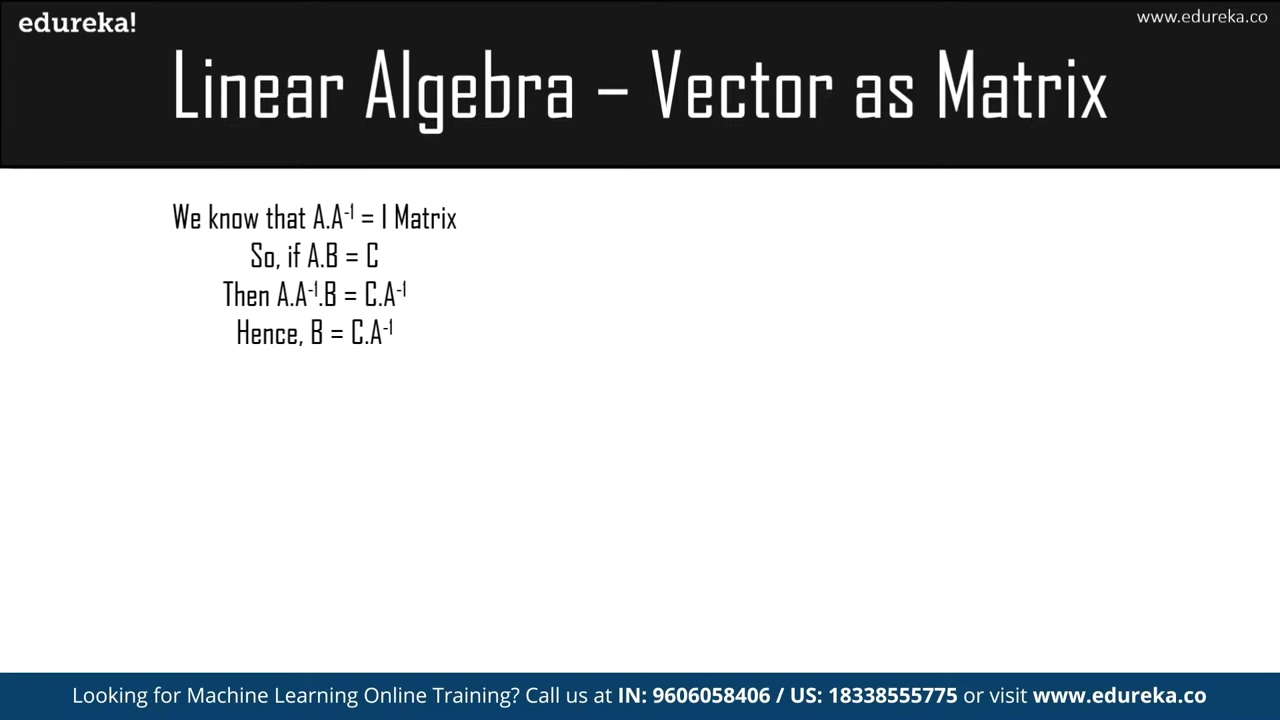 edureka!
www.edureka.co
Linear Algebra – Vector as Matrix
We know that A.A⁻¹ = I Matrix
So, if A.B = C
Then A.A⁻¹.B = C.A⁻¹
Hence, B = C.A⁻¹
Looking for Machine Learning Online Training? Call us at IN: 9606058406 / US: 18338555775 or visit www.edureka.co